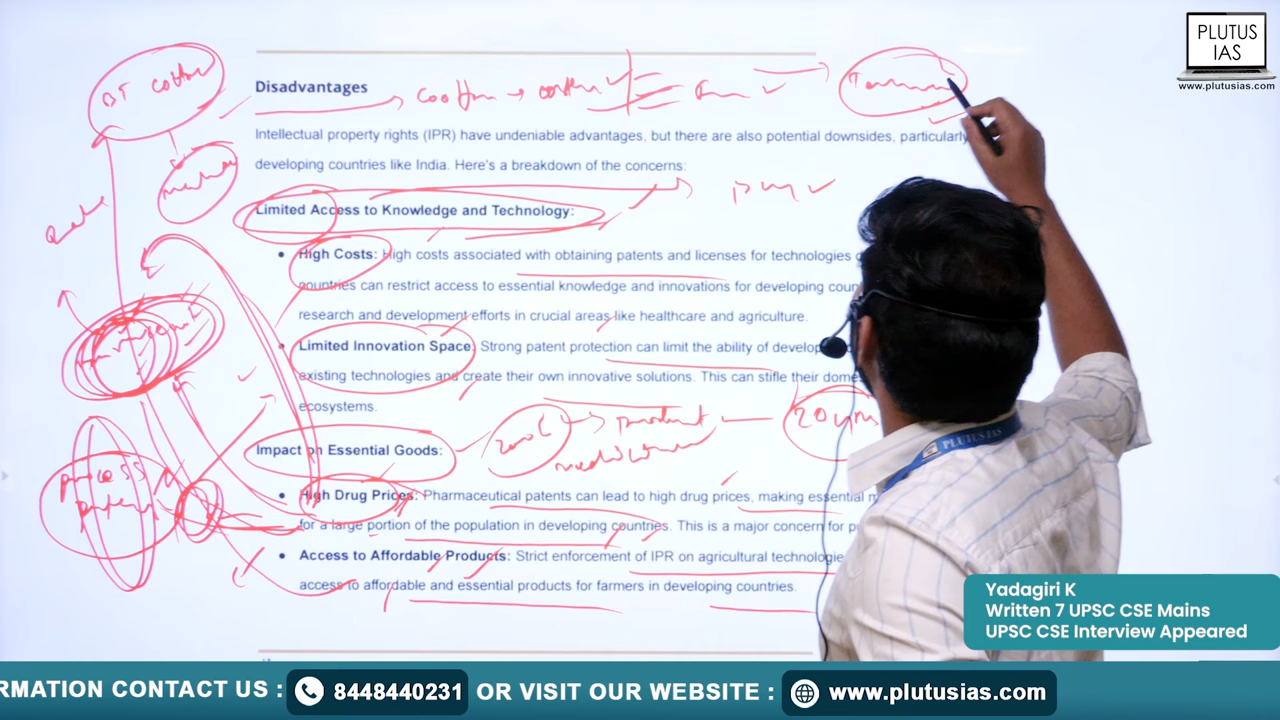 PLUTUS
IAS
www.plutusias.com
BT cotton
Disadvantages
Intellectual property rights (IPR) have undeniable advantages, but there are also potential downsides, particularly
developing countries like India. Here's a breakdown of the concerns:
Limited Access to Knowledge and Technology:
• High Costs: High costs associated with obtaining patents and licenses for technologies
countries can restrict access to essential knowledge and innovations for developing
research and development efforts in crucial areas like healthcare and agriculture.
• Limited Innovation Space: Strong patent protection can limit the ability of
existing technologies and create their own innovative solutions. This can stifle their
ecosystems.
Impact on Essential Goods:
product
20 yrs
process
• High Drug Prices: Pharmaceutical patents can lead to high drug prices, making essential
for a large portion of the population in developing countries. This is a major concern for
• Access to Affordable Products: Strict enforcement of IPR on agricultural
access to affordable and essential products for farmers in developing countries.
PLUTUS IAS
Yadagiri K
Written 7 UPSC CSE Mains
UPSC CSE Interview Appeared
RMATION CONTACT US : 8448440231 OR VISIT OUR WEBSITE : www.plutusias.com